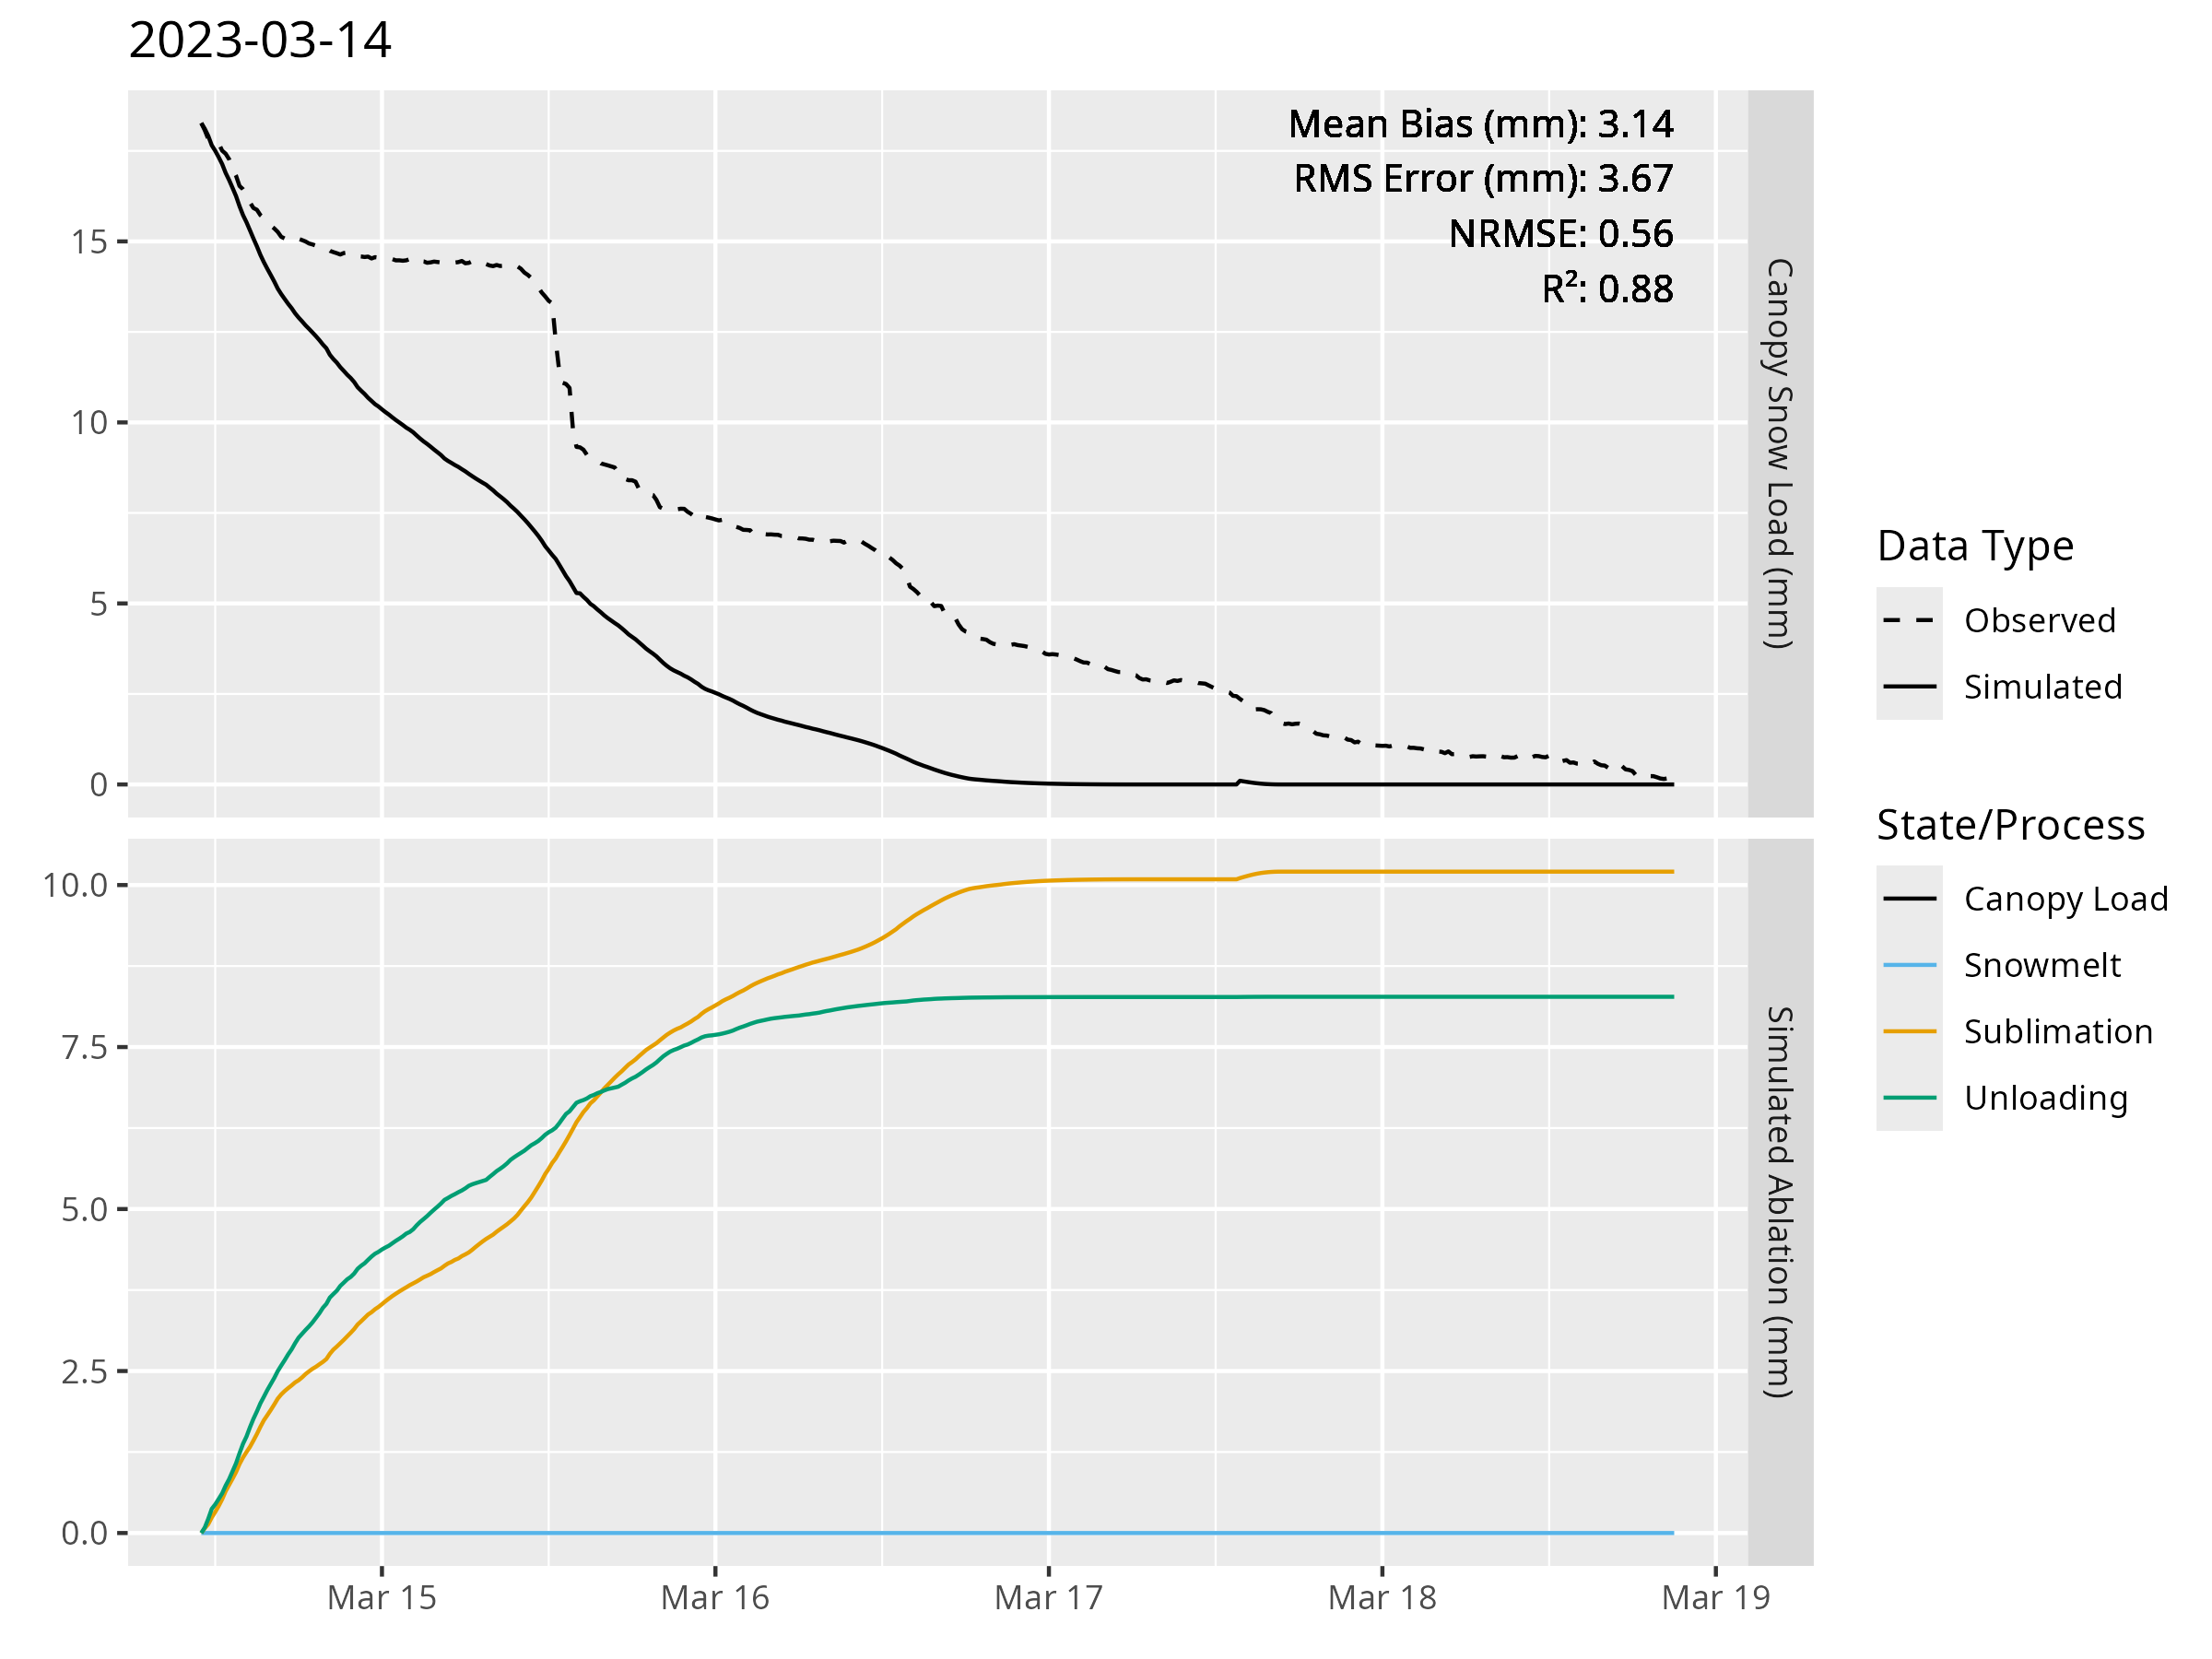 2023-03-14
Mean Bias (mm): 3.14
RMS Error (mm): 3.67
NRMSE: 0.56
R²: 0.88
15
10
5
0
Canopy Snow Load (mm)
10.0
7.5
5.0
2.5
0.0
Simulated Ablation (mm)
Mar 15
Mar 16
Mar 17
Mar 18
Mar 19
Data Type
Observed
Simulated
State/Process
Canopy Load
Snowmelt
Sublimation
Unloading